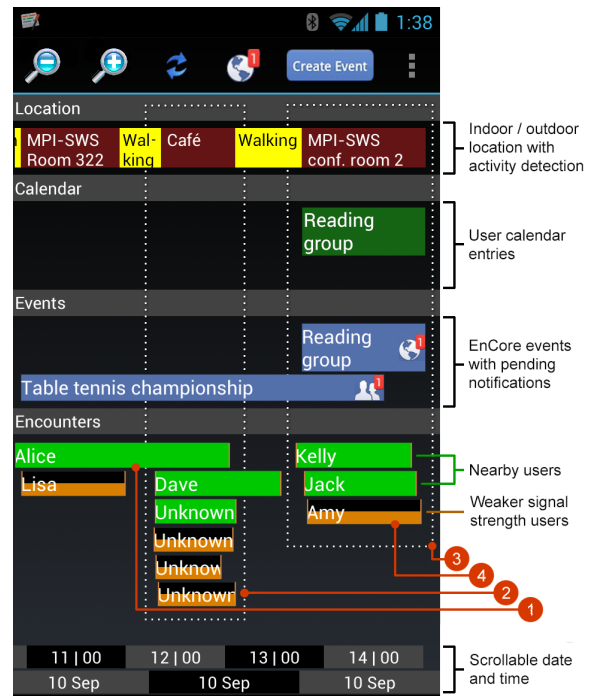 1:38
1
Create Event
Location
MPI-SWS
Room 322
Wal-
king
Café
Walking
MPI-SWS
conf. room 2
Indoor / outdoor
location with
activity detection
Calendar
Reading
group
User calendar
entries
Events
Reading
group
1
Table tennis championship
1
EnCore events
with pending
notifications
Encounters
Alice
Kelly
Lisa
Dave
Jack
Nearby users
Unknown
Amy
Weaker signal
strength users
Unknown
Unknow
Unknown
3
4
2
1
11 | 00
12 | 00
13 | 00
14 | 00
10 Sep
10 Sep
10 Sep
Scrollable date
and time